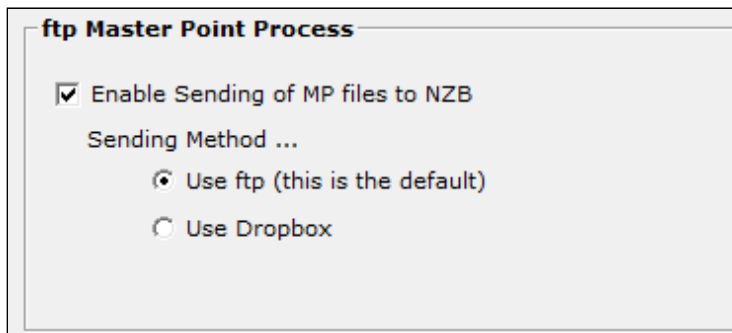 ftp Master Point Process
Enable Sending of MP files to NZB
Sending Method ...
Use ftp (this is the default)
Use Dropbox